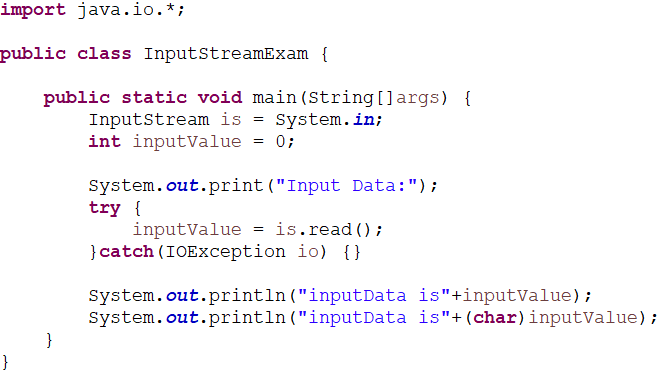 import java.io.*;
public class InputStreamExam {
public static void main(String[]args) {
InputStream is = System.in;
int inputValue = 0;
System.out.print("Input Data:");
try {
inputValue = is.read();
}catch(IOException io) {}
System.out.println("inputData is"+inputValue);
System.out.println("inputData is"+(char)inputValue);
}
}